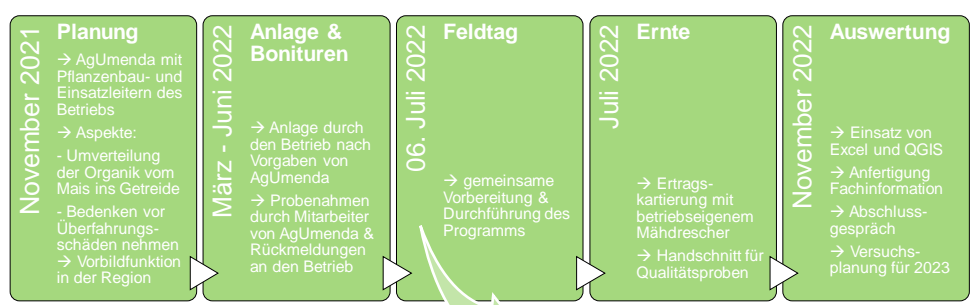 November 2021
Planung
→ AgUmenda mit
Pflanzenbau- und
Einsatzleitern des
Betriebs
→ Aspekte:
- Umverteilung
der Organik vom
Mais ins Getreide
- Bedenken vor
Überfahrungs-
schäden nehmen
→ Vorbildfunktion
in der Region
März - Juni 2022
Anlage &
Bonituren
→ Anlage durch
den Betrieb nach
Vorgaben von
AgUmenda
→ Probenahmen
durch Mitarbeiter
von AgUmenda &
Rückmeldungen
an den Betrieb
06. Juli 2022
Feldtag
→ gemeinsame
Vorbereitung &
Durchführung des
Programms
Juli 2022
Ernte
→ Ertrags-
kartierung mit
betriebseigenem
Mähdrescher
→ Handschnitt für
Qualitätsproben
November 2022
Auswertung
→ Einsatz von
Excel und QGIS
→ Anfertigung
Fachinformation
→ Abschluss-
gespräch
→ Versuchs-
planung für 2023